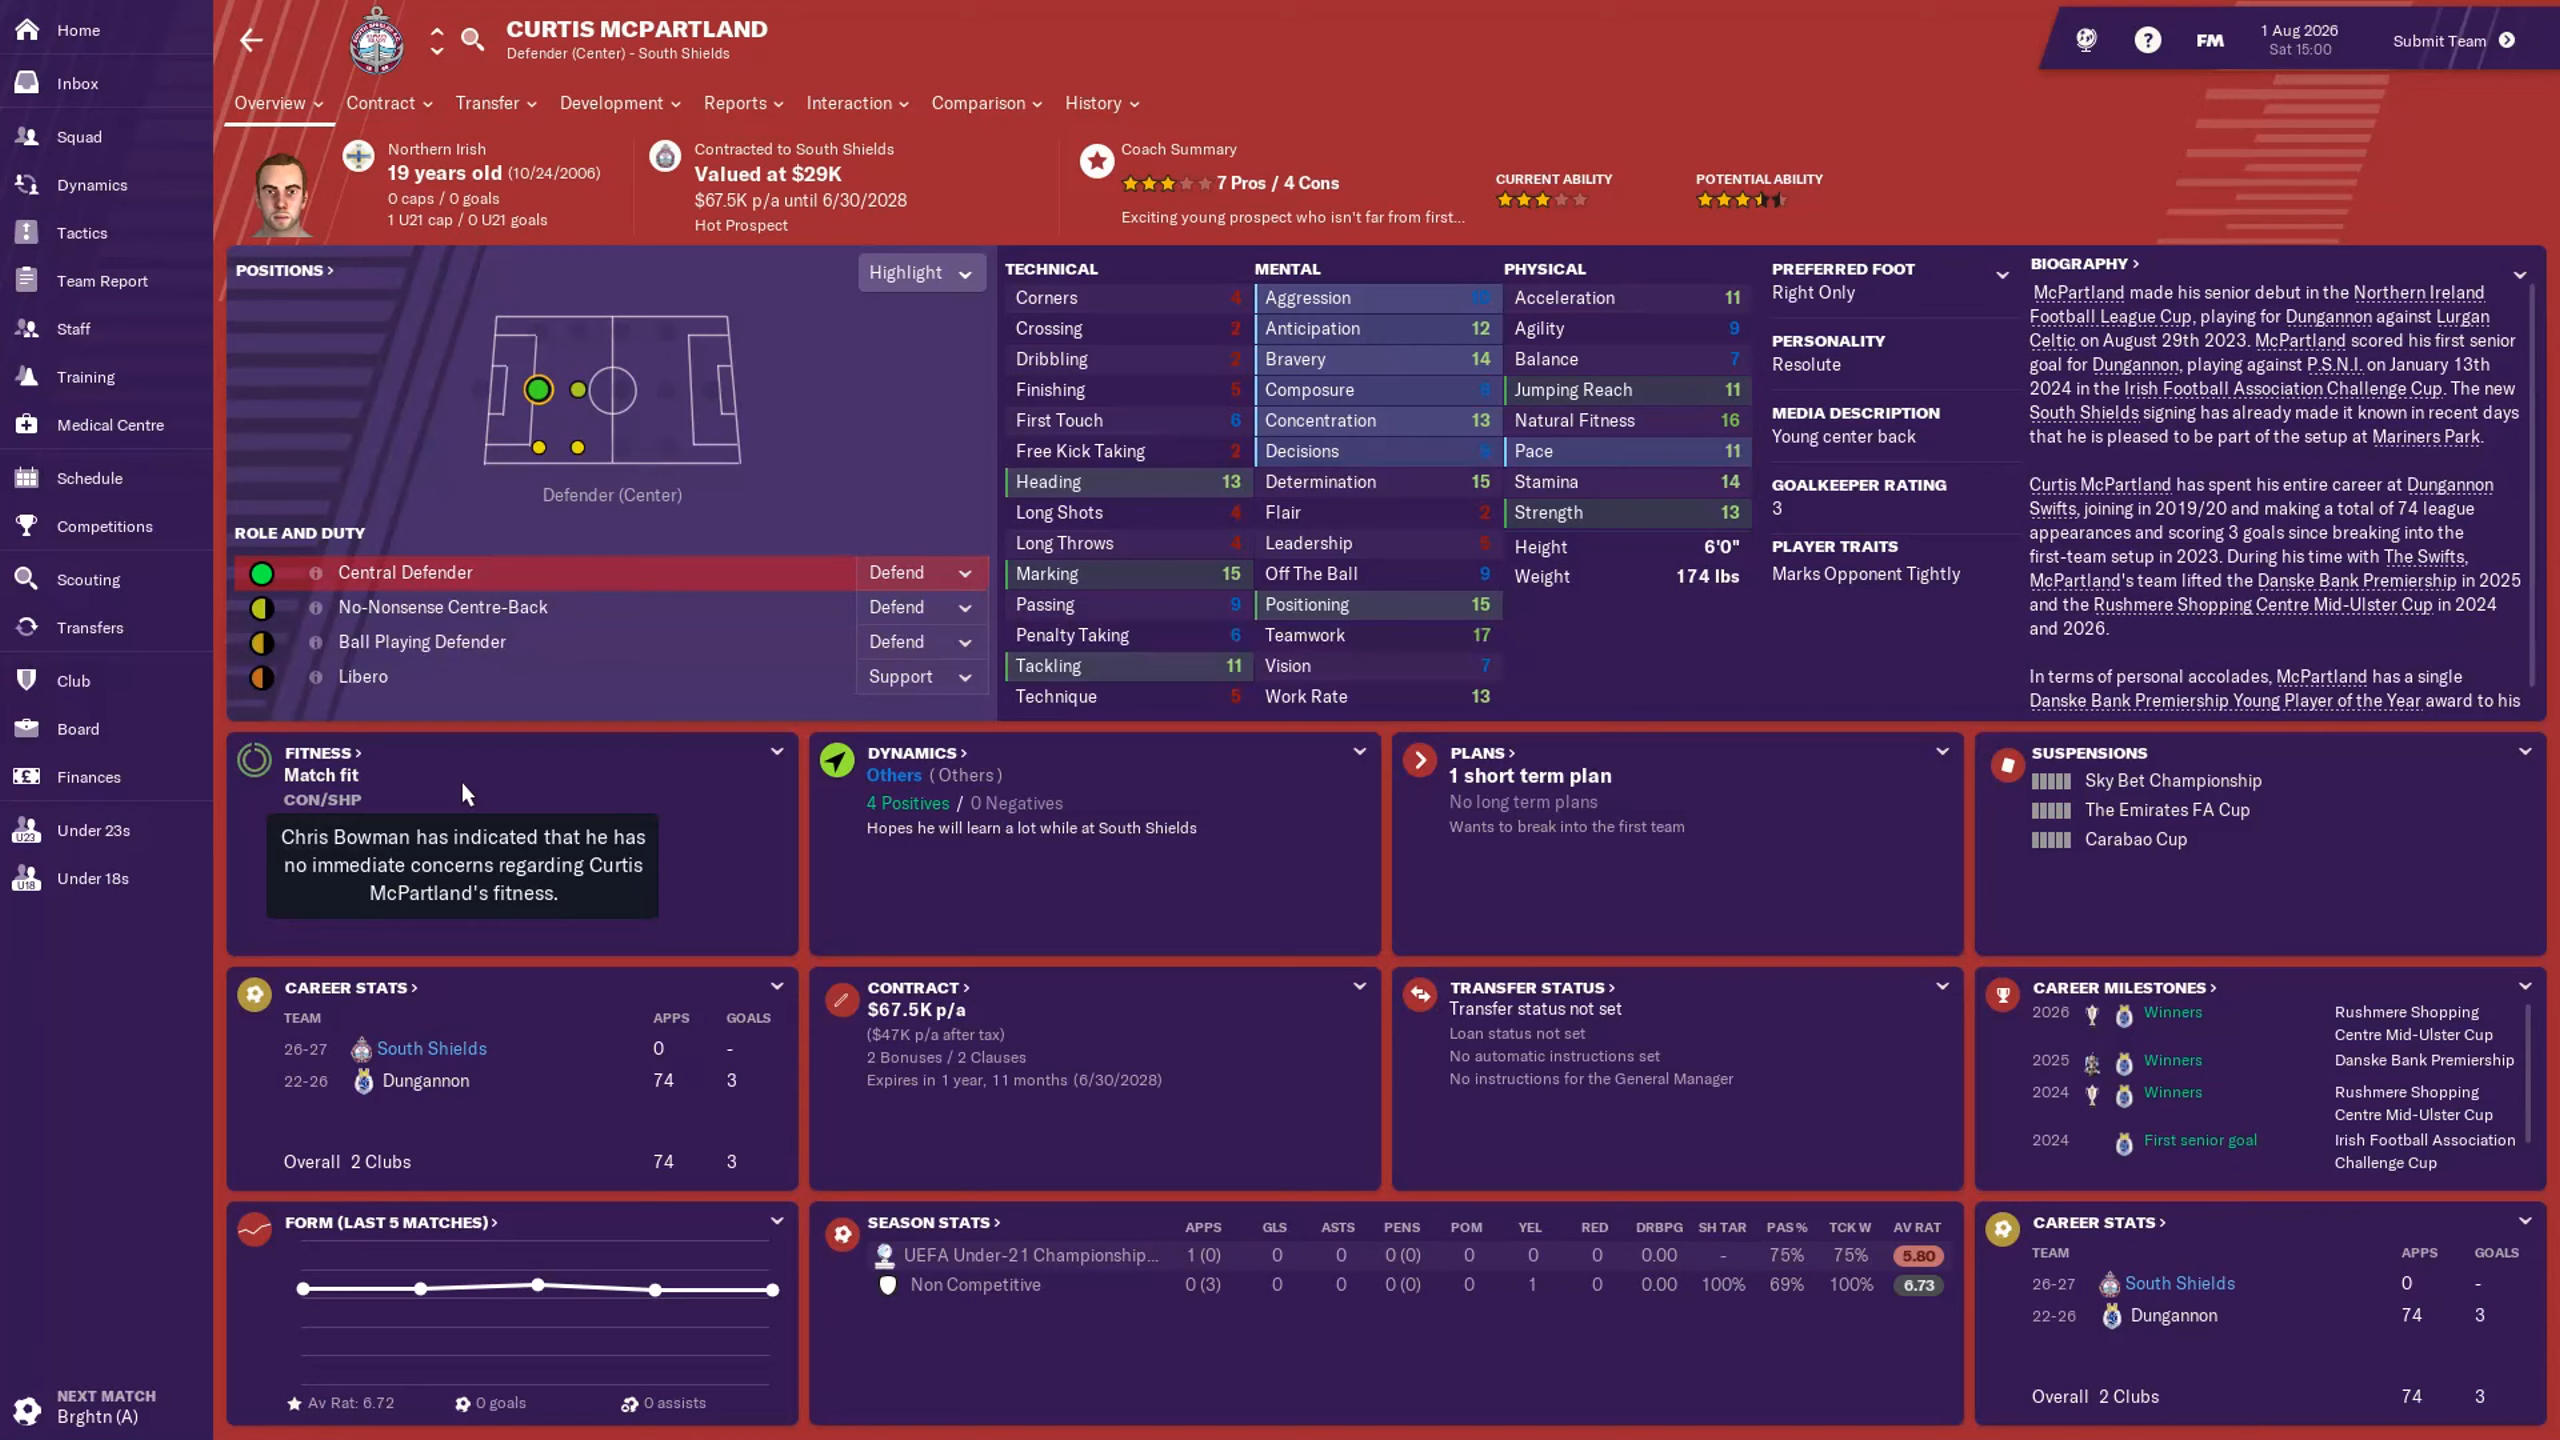 Home
Inbox
Squad
Dynamics
Tactics
Team Report
Staff
Training
Medical Centre
Schedule
Competitions
Scouting
Transfers
Club
Board
Finances
U23 Under 23s
U18 Under 18s
NEXT MATCH
Brghtn (A)
CURTIS MCPARTLAND
Defender (Center) - South Shields
FM
1 Aug 2026
Sat 15:00
Submit Team
Overview
Contract
Transfer
Development
Reports
Interaction
Comparison
History
Northern Irish
19 years old (10/24/2006)
0 caps / 0 goals
1 U21 cap / 0 U21 goals
Contracted to South Shields
Valued at $29K
$67.5K p/a until 6/30/2028
Hot Prospect
Coach Summary
7 Pros / 4 Cons
Exciting young prospect who isn't far from first...
CURRENT ABILITY
POTENTIAL ABILITY
POSITIONS >
Highlight
Defender (Center)
ROLE AND DUTY
Central Defender Defend
No-Nonsense Centre-Back Defend
Ball Playing Defender Defend
Libero Support
TECHNICAL
Corners 4
Crossing 2
Dribbling 2
Finishing 5
First Touch 6
Free Kick Taking 2
Heading 13
Long Shots 4
Long Throws 4
Marking 15
Passing 9
Penalty Taking 6
Tackling 11
Technique 5
MENTAL
Aggression
Anticipation 12
Bravery 14
Composure 8
Concentration 13
Decisions
Determination 15
Flair 2
Leadership 5
Off The Ball 9
Positioning 15
Teamwork 17
Vision 7
Work Rate 13
PHYSICAL
Acceleration 11
Agility 9
Balance 7
Jumping Reach 11
Natural Fitness 16
Pace 11
Stamina 14
Strength 13
Height 6'0"
Weight 174 lbs
PREFERRED FOOT
Right Only
PERSONALITY
Resolute
MEDIA DESCRIPTION
Young center back
GOALKEEPER RATING
3
PLAYER TRAITS
Marks Opponent Tightly
BIOGRAPHY >
McPartland made his senior debut in the Northern Ireland
Football League Cup, playing for Dungannon against Lurgan
Celtic on August 29th 2023. McPartland scored his first senior
goal for Dungannon, playing against P.S.N.I. on January 13th
2024 in the Irish Football Association Challenge Cup. The new
South Shields signing has already made it known in recent days
that he is pleased to be part of the setup at Mariners Park.
Curtis McPartland has spent his entire career at Dungannon
Swifts, joining in 2019/20 and making a total of 74 league
appearances and scoring 3 goals since breaking into the
first-team setup in 2023. During his time with The Swifts,
McPartland's team lifted the Danske Bank Premiership in 2025
and the Rushmere Shopping Centre Mid-Ulster Cup in 2024
and 2026.
In terms of personal accolades, McPartland has a single
Danske Bank Premiership Young Player of the Year award to his
FITNESS >
Match fit
CON/SHP
Chris Bowman has indicated that he has
no immediate concerns regarding Curtis
McPartland's fitness.
DYNAMICS >
Others (Others)
4 Positives / 0 Negatives
Hopes he will learn a lot while at South Shields
PLANS >
1 short term plan
No long term plans
Wants to break into the first team
SUSPENSIONS
Sky Bet Championship
The Emirates FA Cup
Carabao Cup
CAREER STATS >
TEAM APPS GOALS
26-27 South Shields 0 -
22-26 Dungannon 74 3
Overall 2 Clubs 74 3
CONTRACT >
$67.5K p/a
($47K p/a after tax)
2 Bonuses / 2 Clauses
Expires in 1 year, 11 months (6/30/2028)
TRANSFER STATUS >
Transfer status not set
Loan status not set
No automatic instructions set
No instructions for the General Manager
CAREER MILESTONES >
2026 Winners Rushmere Shopping
Centre Mid-Ulster Cup
2025 Winners Danske Bank Premiership
2024 Winners Rushmere Shopping
Centre Mid-Ulster Cup
2024 First senior goal Irish Football Association
Challenge Cup
FORM (LAST 5 MATCHES) >
Av Rat: 6.72 0 goals 0 assists
SEASON STATS > APPS GLS ASTS PENS POM YEL RED DRBPG SH TAR PAS % TCK W AV RAT
UEFA Under-21 Championship... 1 (0) 0 0 0 (0) 0 0 0 0.00 - 75% 75% 5.80
Non Competitive 0 (3) 0 0 0 (0) 0 1 0 0.00 100% 69% 100% 6.73
CAREER STATS >
TEAM APPS GOALS
26-27 South Shields 0 -
22-26 Dungannon 74 3
Overall 2 Clubs 74 3